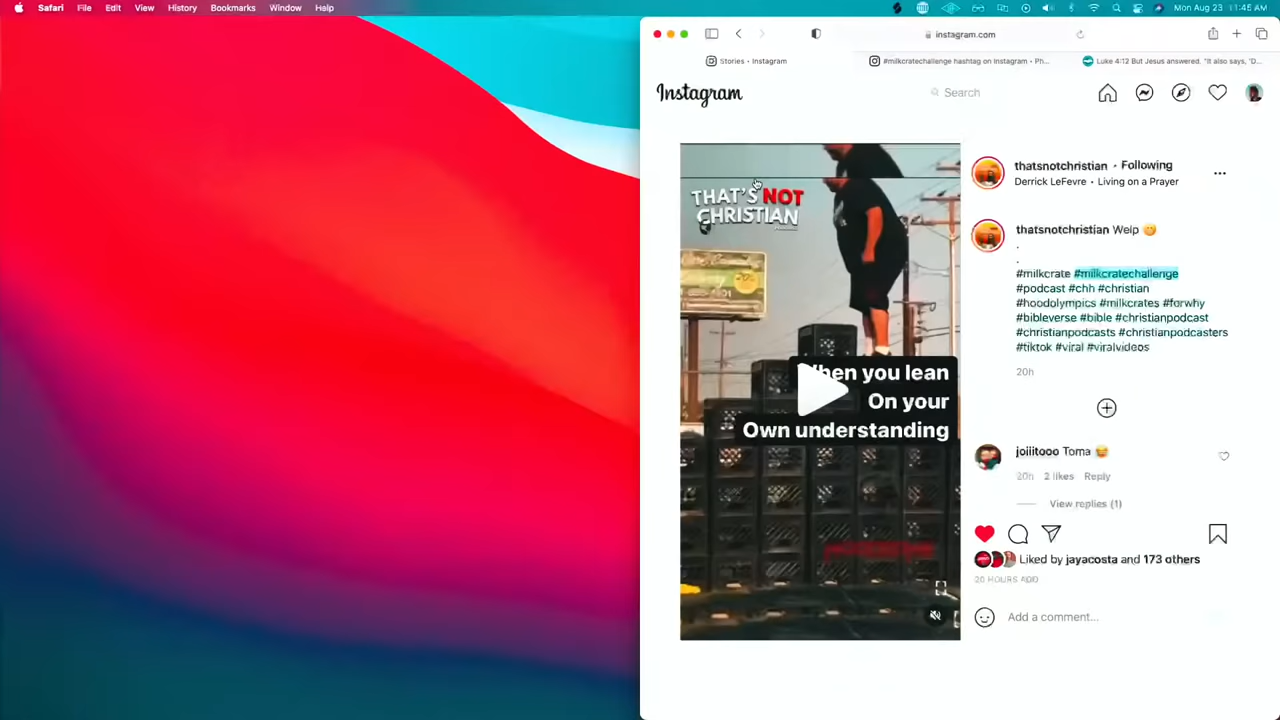 Safari File Edit View History Bookmarks Window Help
Mon Aug 23 11:45 AM
instagram.com
Stories • Instagram
#milkcratechallenge hashtag on Instagram • Ph...
Luke 4:12 But Jesus answered. "It also says, "D...
Instagram
Search
THAT'S NOT
CHRISTIAN
When you lean
On your
Own understanding
thatsnotchristian • Following
Derrick LeFevre • Living on a Prayer
thatsnotchristian Welp 😋
.
.
#milkcrate #milkcratechallenge
#podcast #chh #christian
#hoodolympics #milkcrates #forwhy
#bibleverse #bible #christianpodcast
#christianpodcasts #christianpodcasters
#tiktok #viral #viralvideos
20h
joiiitooo Toma 😂
20h 2 likes Reply
View replies (1)
Liked by jayacosta and 173 others
20 HOURS AGO
Add a comment...